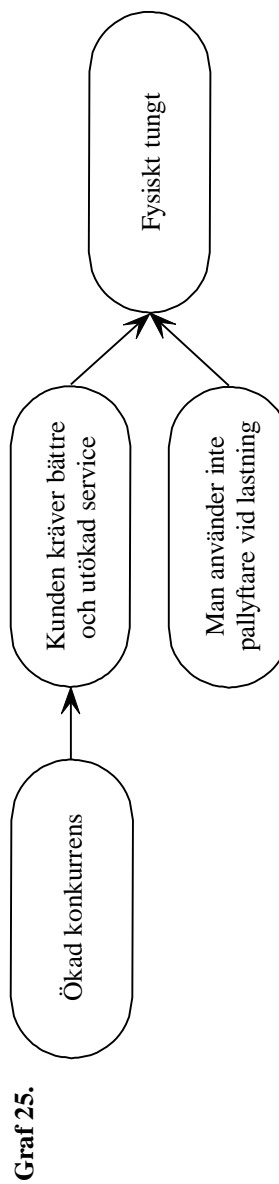 Graf 25.
Ökad konkurrens
Kunden kräver bättre
och utökad service
Man använder inte
pallyftare vid lastning
Fysiskt tungt